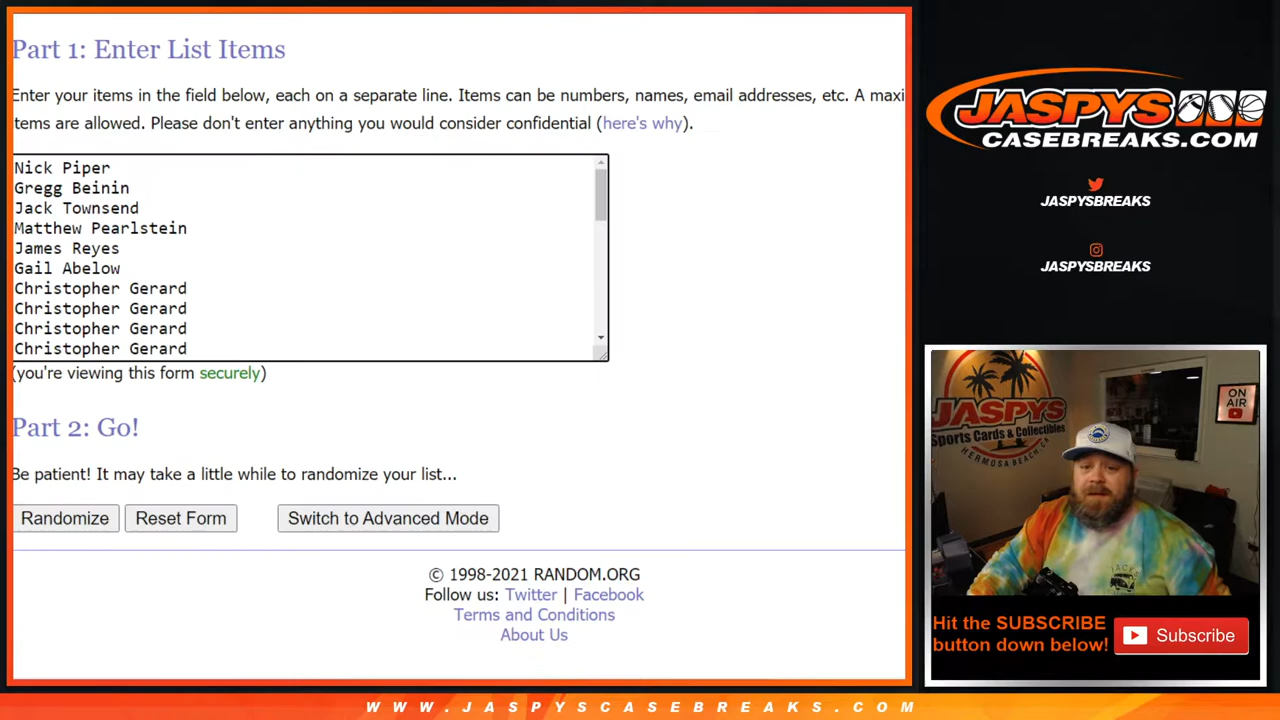 Part 1: Enter List Items
Enter your items in the field below, each on a separate line. Items can be numbers, names, email addresses, etc. A maxi
tems are allowed. Please don't enter anything you would consider confidential (here's why).
Nick Piper
Gregg Beinin
Jack Townsend
Matthew Pearlstein
James Reyes
Gail Abelow
Christopher Gerard
Christopher Gerard
Christopher Gerard
Christopher Gerard
(you're viewing this form securely)
Part 2: Go!
Be patient! It may take a little while to randomize your list...
Randomize Reset Form Switch to Advanced Mode
© 1998-2021 RANDOM.ORG
Follow us: Twitter | Facebook
Terms and Conditions
About Us
JASPYS
CASEBREAKS.COM
JASPYSBREAKS
JASPYSBREAKS
JASPYS
Sports Cards & Collectibles
HERMOSA BEACH, CA
ON
AIR
Hit the SUBSCRIBE
button down below!
Subscribe
WWW.JASPYSCASEBREAKS.COM